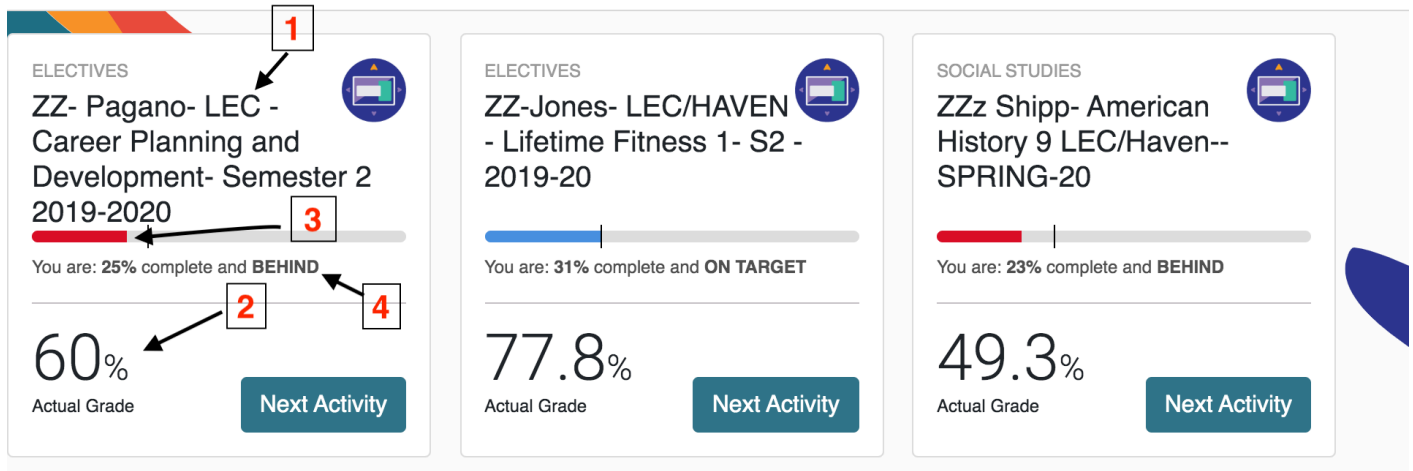 1
ELECTIVES
ZZ- Pagano- LEC -
Career Planning and
Development- Semester 2
2019-2020
3
You are: 25% complete and BEHIND
2
4
60%
Actual Grade
Next Activity
ELECTIVES
ZZ-Jones- LEC/HAVEN
- Lifetime Fitness 1- S2 -
2019-20
You are: 31% complete and ON TARGET
77.8%
Actual Grade
Next Activity
SOCIAL STUDIES
ZZz Shipp- American
History 9 LEC/Haven--
SPRING-20
You are: 23% complete and BEHIND
49.3%
Actual Grade
Next Activity